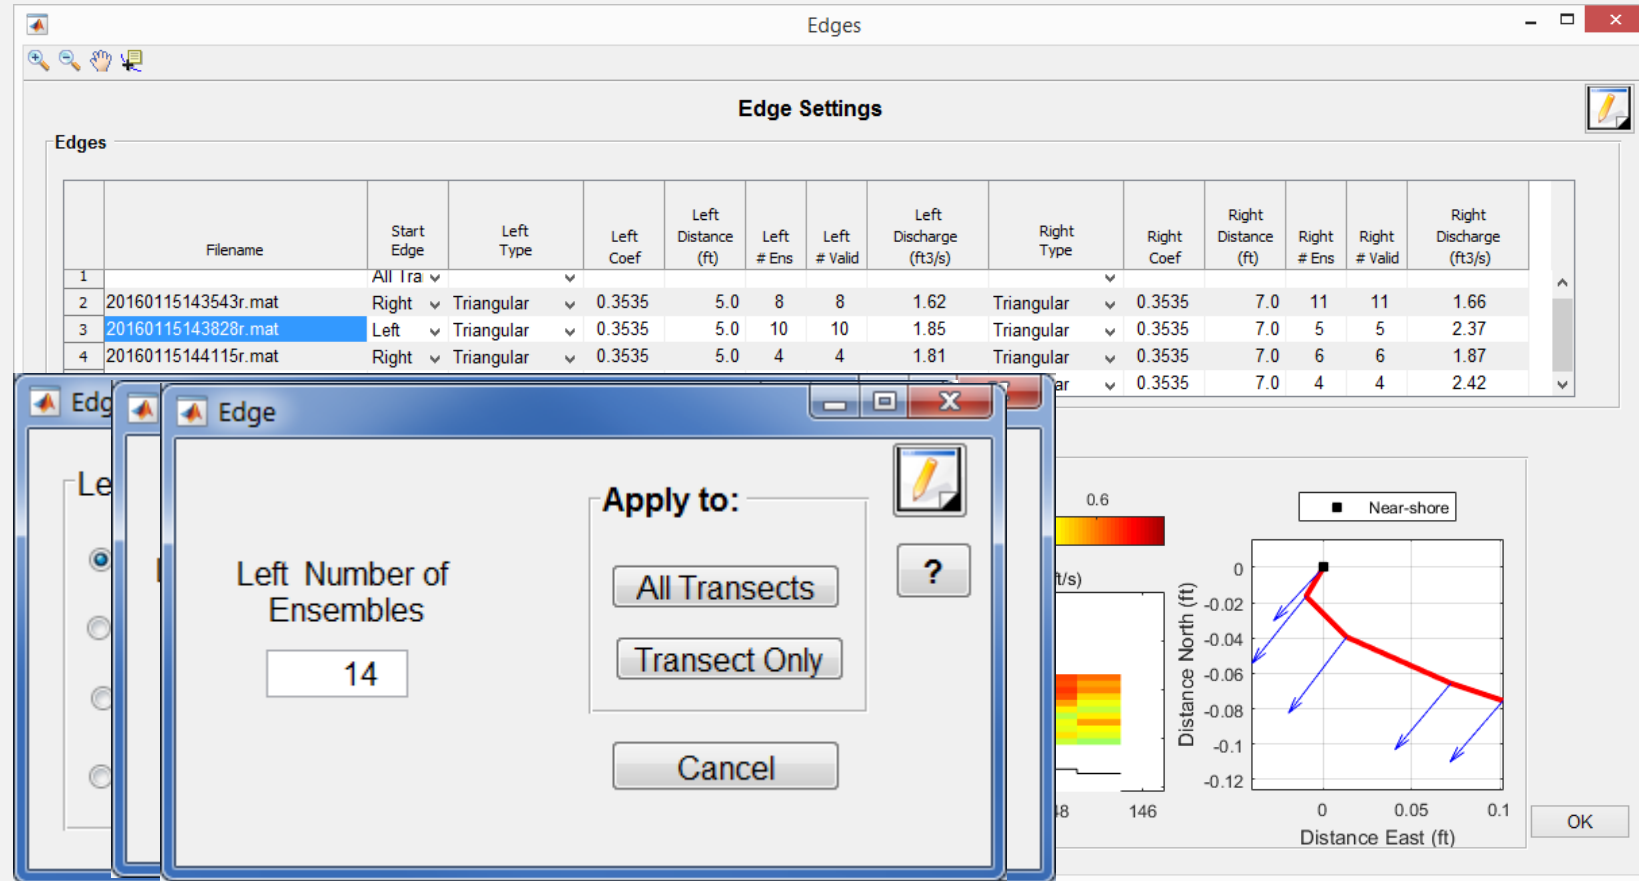 Edges
Edge Settings
Edges
Filename
Start
Edge
Left
Type
Left
Coef
Left
Distance
(ft)
Left
# Ens
Left
# Valid
Left
Discharge
(ft3/s)
Right
Type
Right
Coef
Right
Distance
(ft)
Right
# Ens
Right
# Valid
Right
Discharge
(ft3/s)
1 All Tra
2 20160115143543r.mat Right Triangular 0.3535 5.0 8 8 1.62 Triangular 0.3535 7.0 11 11 1.66
3 20160115143828r.mat Left Triangular 0.3535 5.0 10 10 1.85 Triangular 0.3535 7.0 5 5 2.37
4 20160115144115r.mat Right Triangular 0.3535 5.0 4 4 1.81 Triangular 0.3535 7.0 6 6 1.87
ar 0.3535 7.0 4 4 2.42
Edg
Edge
Le
Left Number of
Ensembles
14
Apply to:
All Transects
Transect Only
Cancel
?
0.6
ft/s)
146
Near-shore
Distance North (ft)
0
-0.02
-0.04
-0.06
-0.08
-0.1
-0.12
0 0.05 0.1
Distance East (ft)
OK